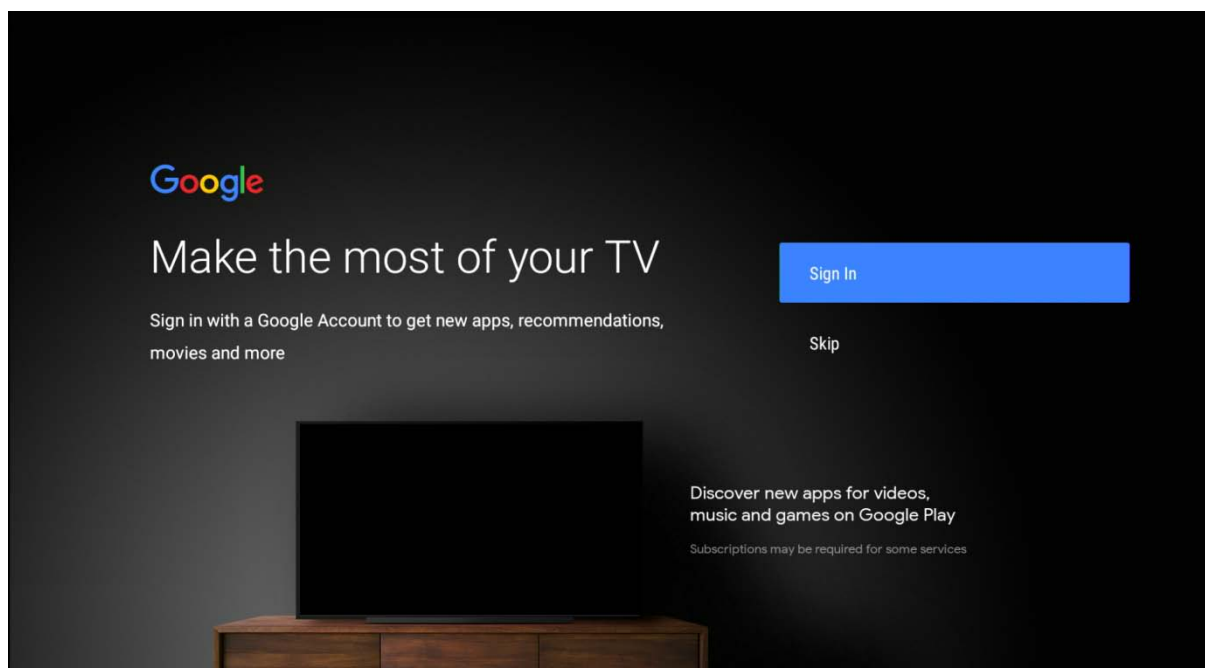 Google
Make the most of your TV
Sign in with a Google Account to get new apps, recommendations,
movies and more
Sign In
Skip
Discover new apps for videos,
music and games on Google Play
Subscriptions may be required for some services